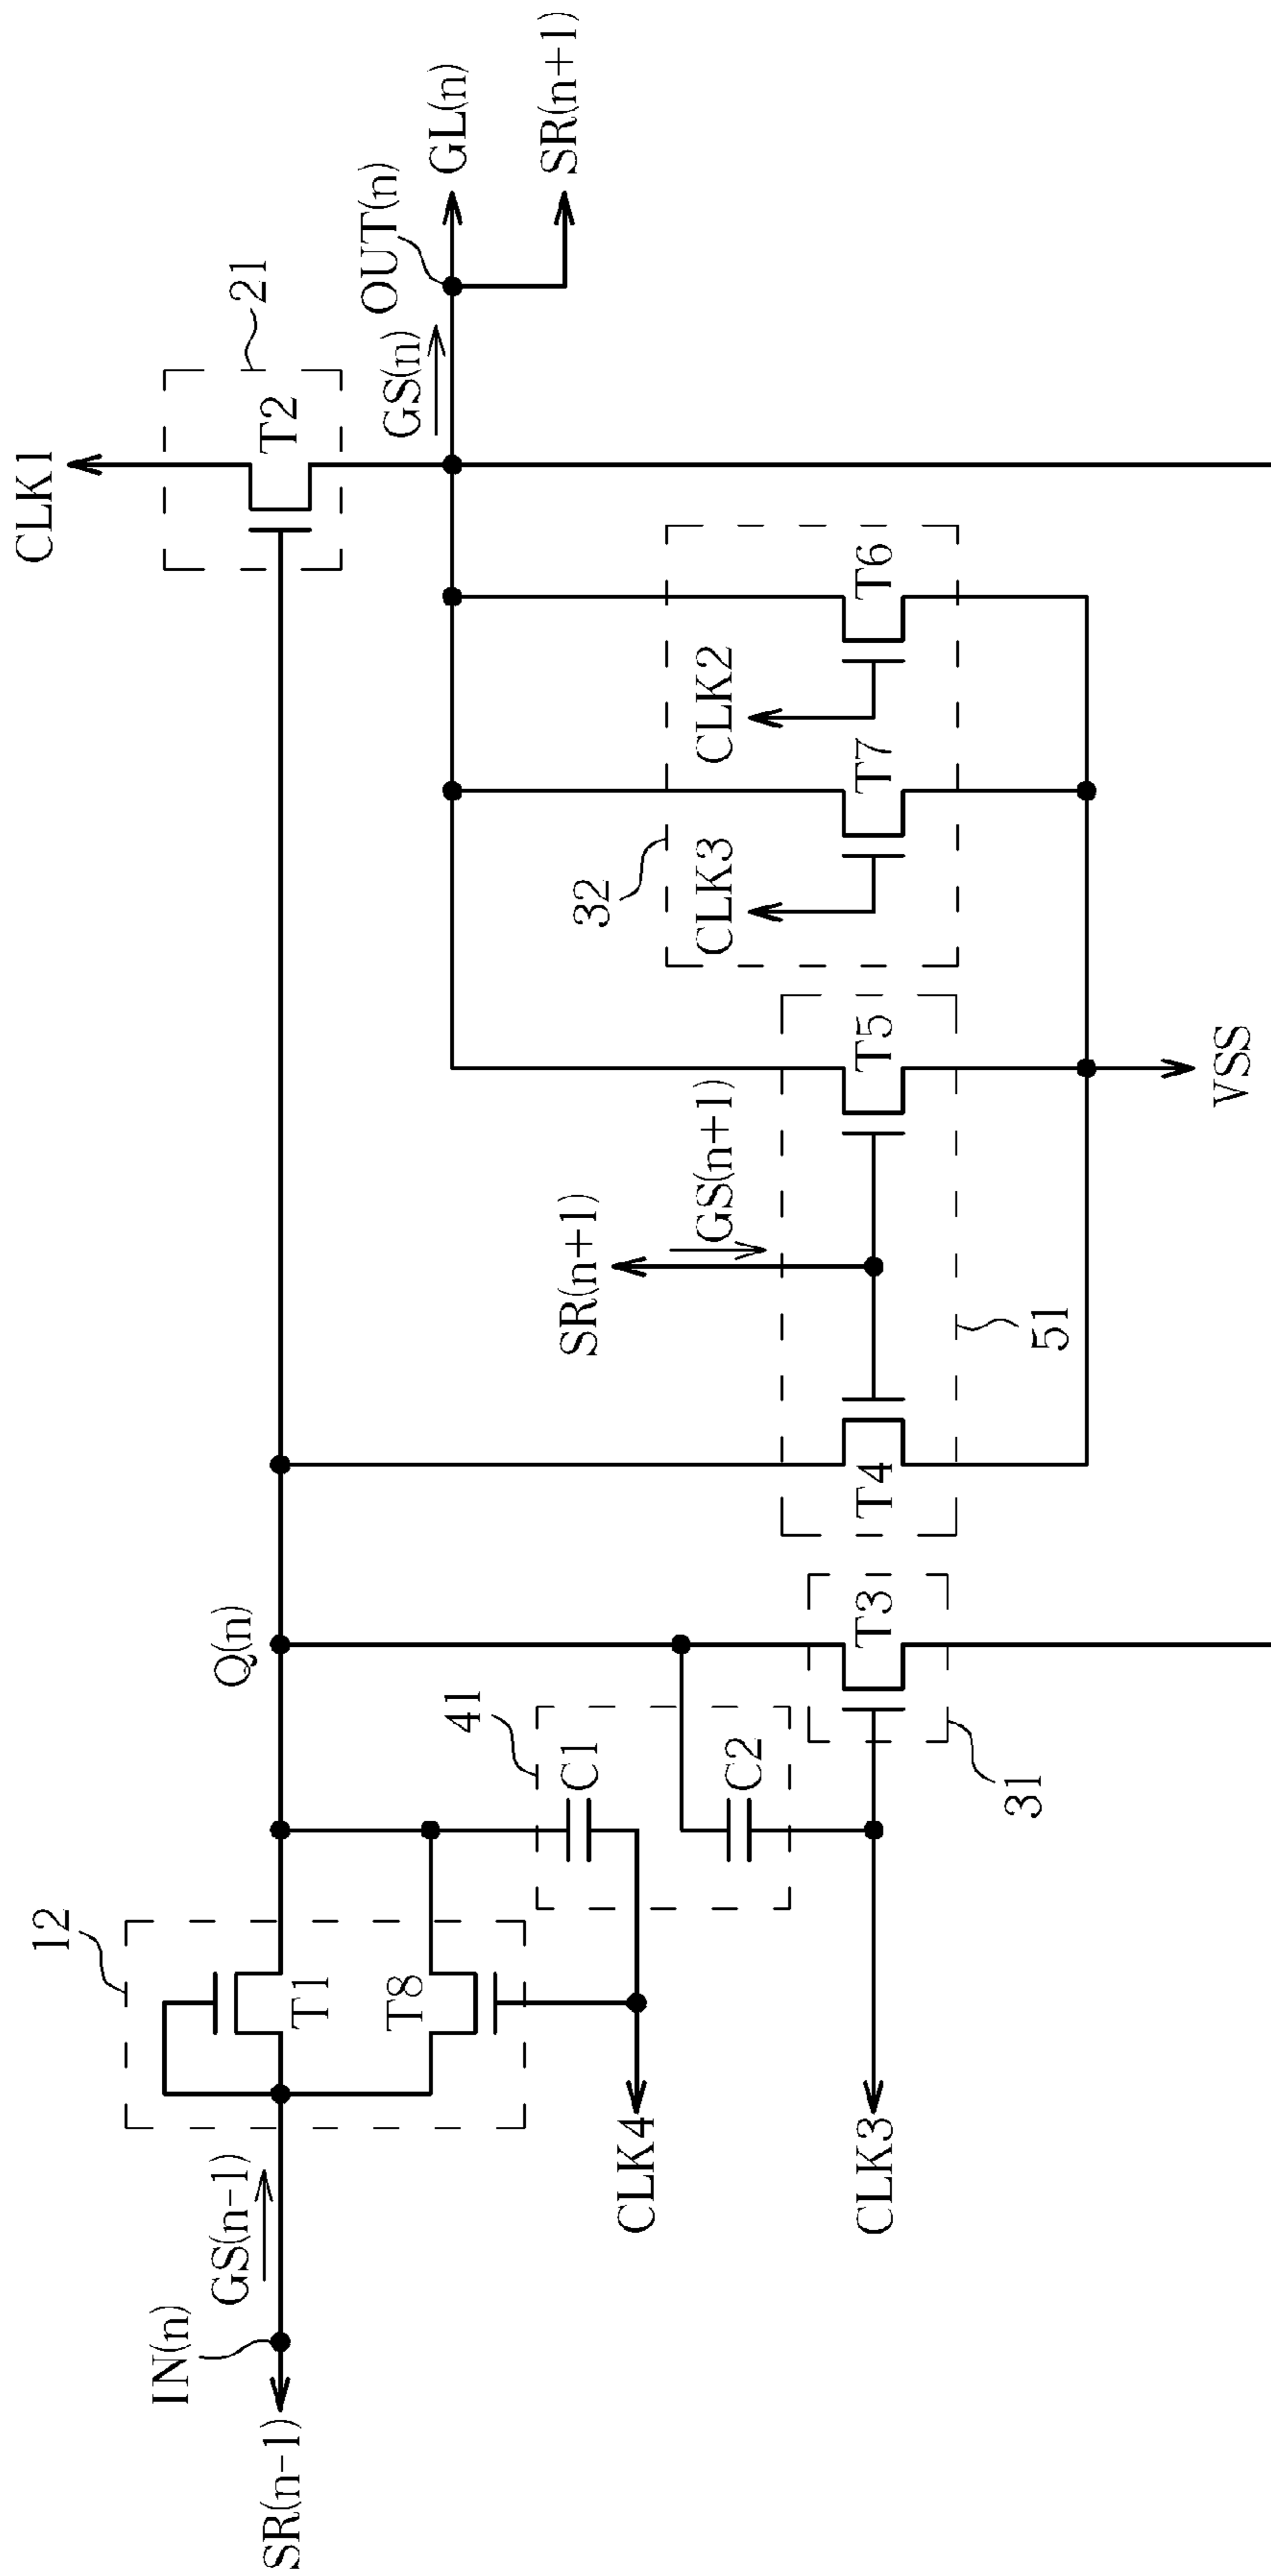 SR(n-1)
IN(n)
GS(n-1)
12
T1
T8
CLK4
CLK3
41
C1
C2
Q(n)
31
T3
T4
51
SR(n+1)
GS(n+1)
T5
VSS
32
CLK3
T7
CLK2
T6
CLK1
T2
21
GS(n)
OUT(n)
GL(n)
SR(n+1)